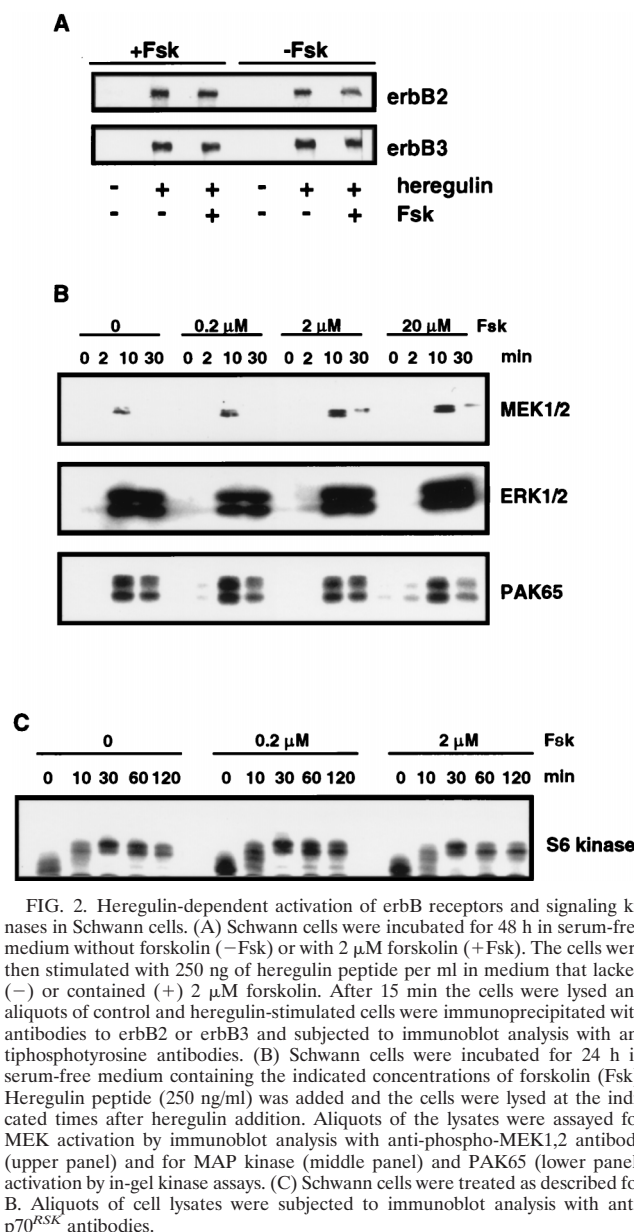 A
+Fsk -Fsk
erbB2
erbB3
- + + - + + heregulin
- - + - - + Fsk
B
0 0.2 µM 2 µM 20 µM Fsk
0 2 10 30 0 2 10 30 0 2 10 30 0 2 10 30 min
MEK1/2
ERK1/2
PAK65
C
0 0.2 µM 2 µM Fsk
0 10 30 60 120 0 10 30 60 120 0 10 30 60 120 min
S6 kinase
FIG. 2. Heregulin-dependent activation of erbB receptors and signaling k
nases in Schwann cells. (A) Schwann cells were incubated for 48 h in serum-fre
medium without forskolin (−Fsk) or with 2 µM forskolin (+Fsk). The cells wer
then stimulated with 250 ng of heregulin peptide per ml in medium that lacke
(−) or contained (+) 2 µM forskolin. After 15 min the cells were lysed an
aliquots of control and heregulin-stimulated cells were immunoprecipitated wit
antibodies to erbB2 or erbB3 and subjected to immunoblot analysis with an
tiphosphotyrosine antibodies. (B) Schwann cells were incubated for 24 h i
serum-free medium containing the indicated concentrations of forskolin (Fsk
Heregulin peptide (250 ng/ml) was added and the cells were lysed at the indi
cated times after heregulin addition. Aliquots of the lysates were assayed fo
MEK activation by immunoblot analysis with anti-phospho-MEK1,2 antibod
(upper panel) and for MAP kinase (middle panel) and PAK65 (lower panel
activation by in-gel kinase assays. (C) Schwann cells were treated as described fo
B. Aliquots of cell lysates were subjected to immunoblot analysis with ant
p70RSK antibodies.